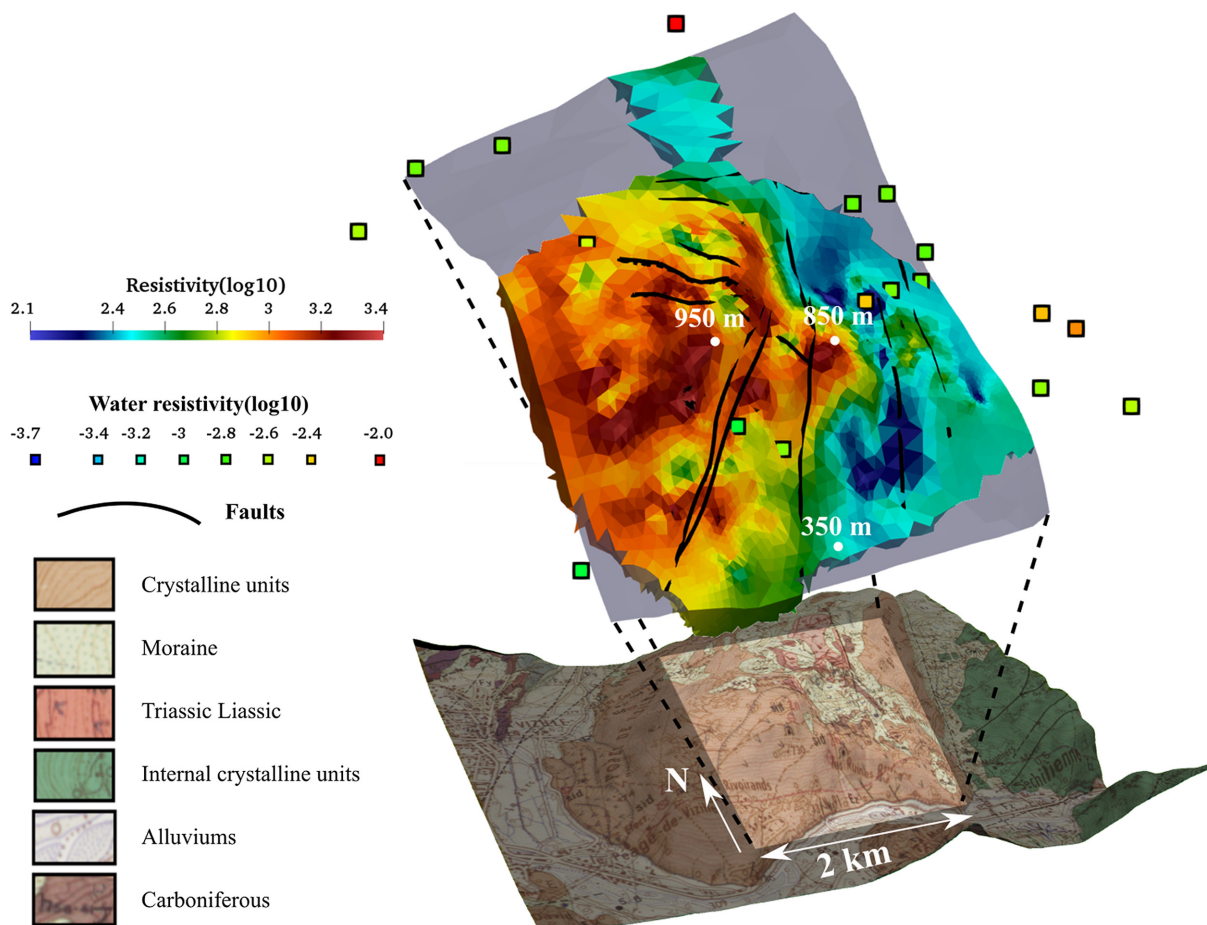 Resistivity(log10)
2.1 2.4 2.6 2.8 3 3.2 3.4
Water resistivity(log10)
-3.7 -3.4 -3.2 -3 -2.8 -2.6 -2.4 -2.0
Faults
Crystalline units
Moraine
Triassic Liassic
Internal crystalline units
Alluviums
Carboniferous
950 m
850 m
350 m
N
2 km